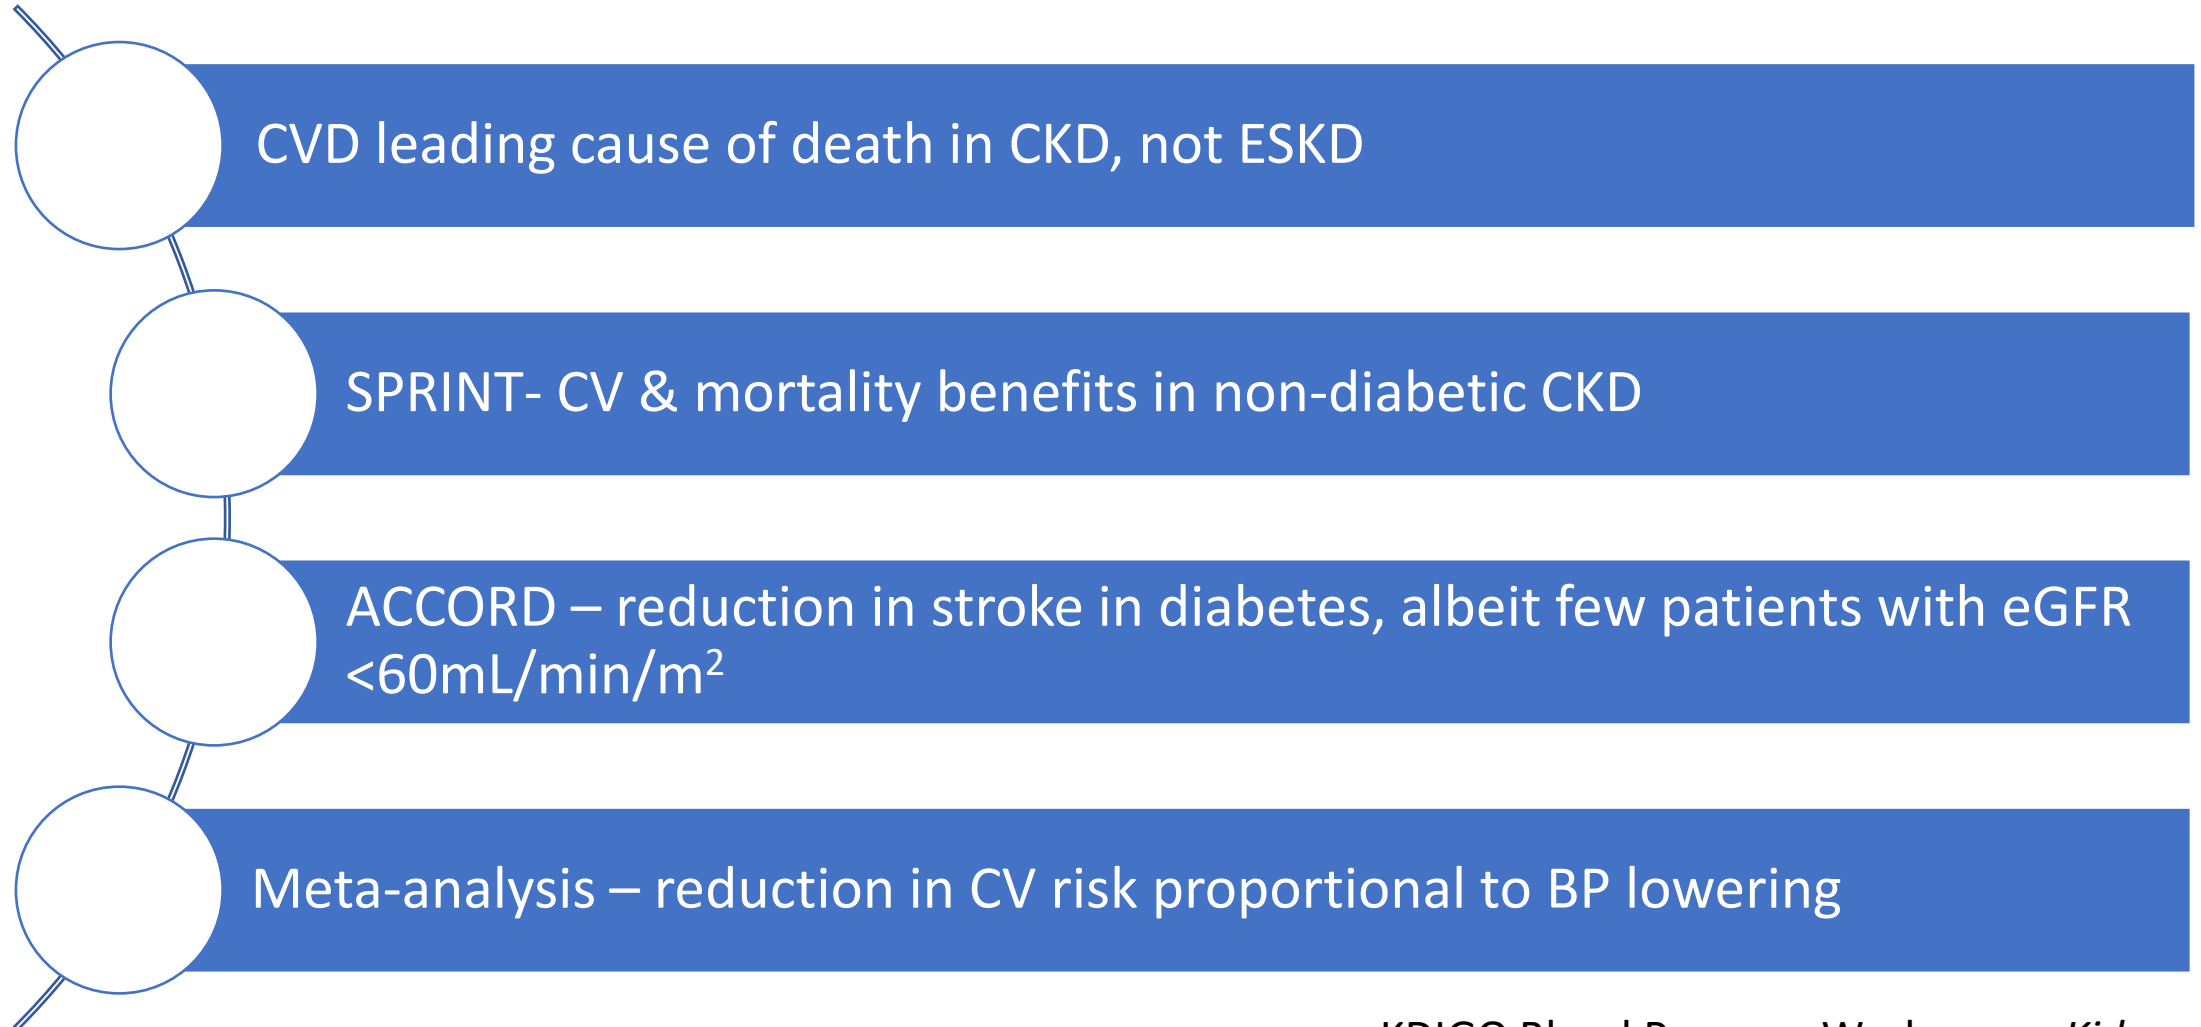 CVD leading cause of death in CKD, not ESKD
SPRINT- CV & mortality benefits in non-diabetic CKD
ACCORD – reduction in stroke in diabetes, albeit few patients with eGFR
<60mL/min/m²
Meta-analysis – reduction in CV risk proportional to BP lowering